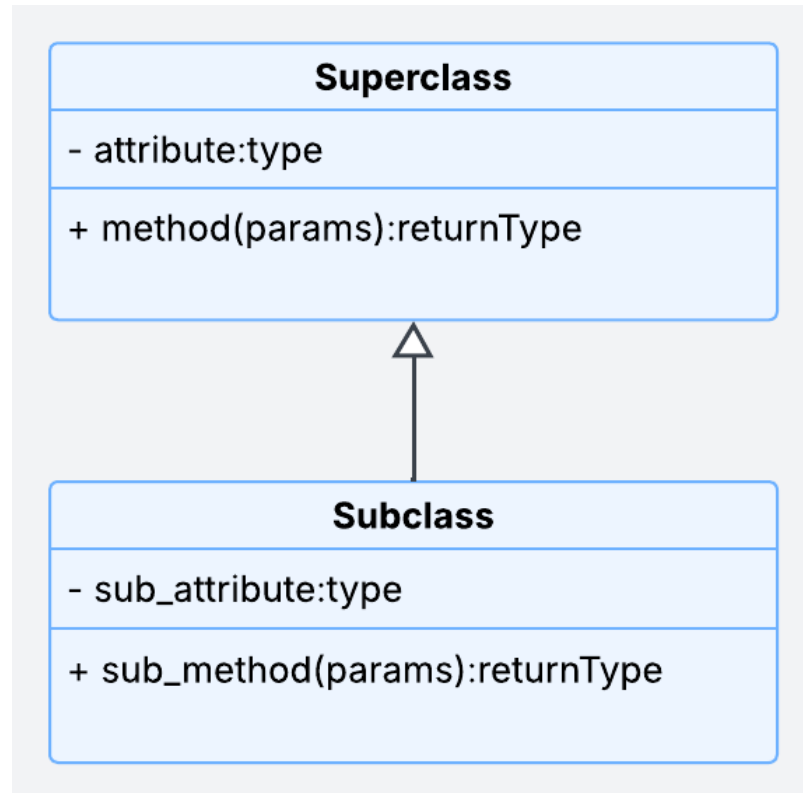 Superclass
- attribute:type
+ method(params):returnType
Subclass
- sub_attribute:type
+ sub_method(params):returnType